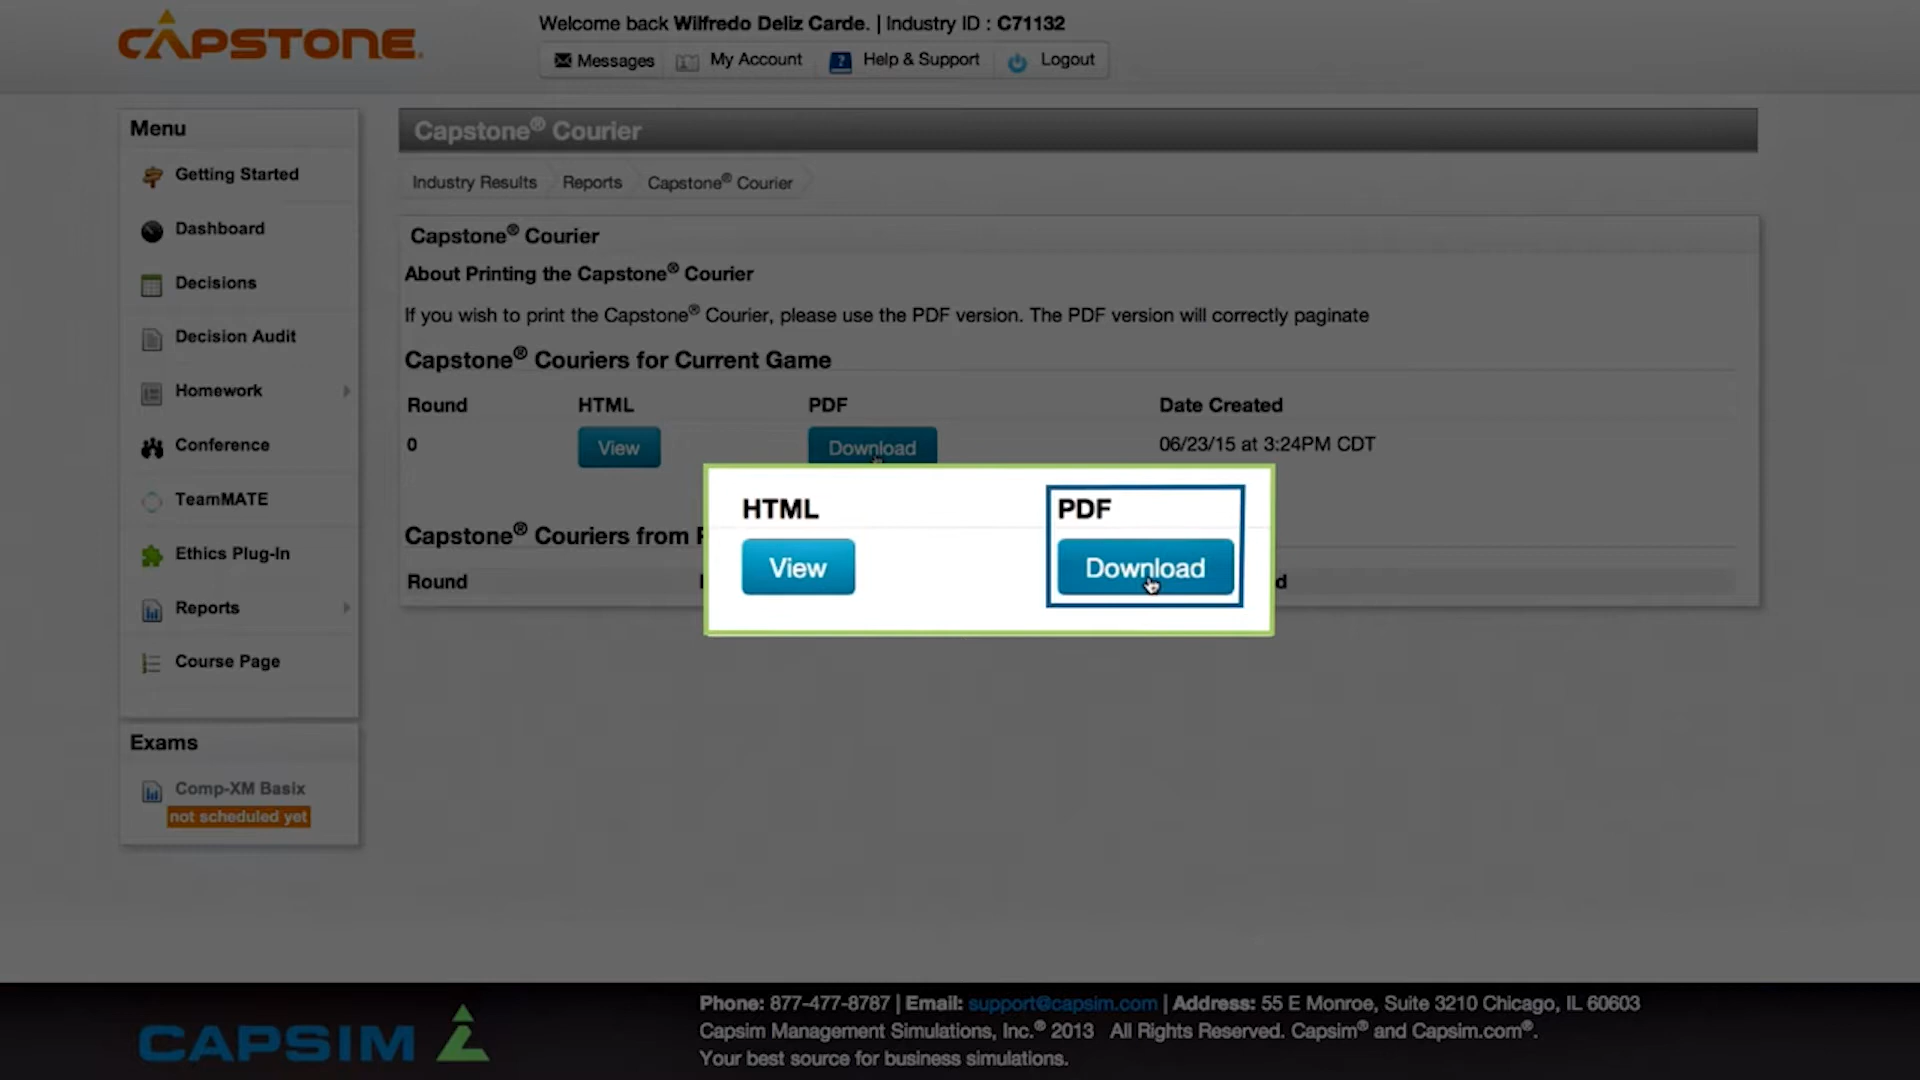 CAPSTONE®
Welcome back Wilfredo Deliz Carde. | Industry ID : C71132
Messages My Account Help & Support Logout
Menu
Getting Started
Dashboard
Decisions
Decision Audit
Homework
Conference
TeamMATE
Ethics Plug-In
Reports
Course Page
Exams
Comp-XM Basix
not scheduled yet
Capstone® Courier
Industry Results Reports Capstone® Courier
Capstone® Courier
About Printing the Capstone® Courier
If you wish to print the Capstone® Courier, please use the PDF version. The PDF version will correctly paginate
Capstone® Couriers for Current Game
Round HTML PDF Date Created
0 View Download 06/23/15 at 3:24PM CDT
Capstone® Couriers from
Round
HTML PDF
View Download
CAPSIM
Phone: 877-477-8787 | Email: support@capsim.com | Address: 55 E Monroe, Suite 3210 Chicago, IL 60603
Capsim Management Simulations, Inc.® 2013 All Rights Reserved. Capsim® and Capsim.com®.
Your best source for business simulations.